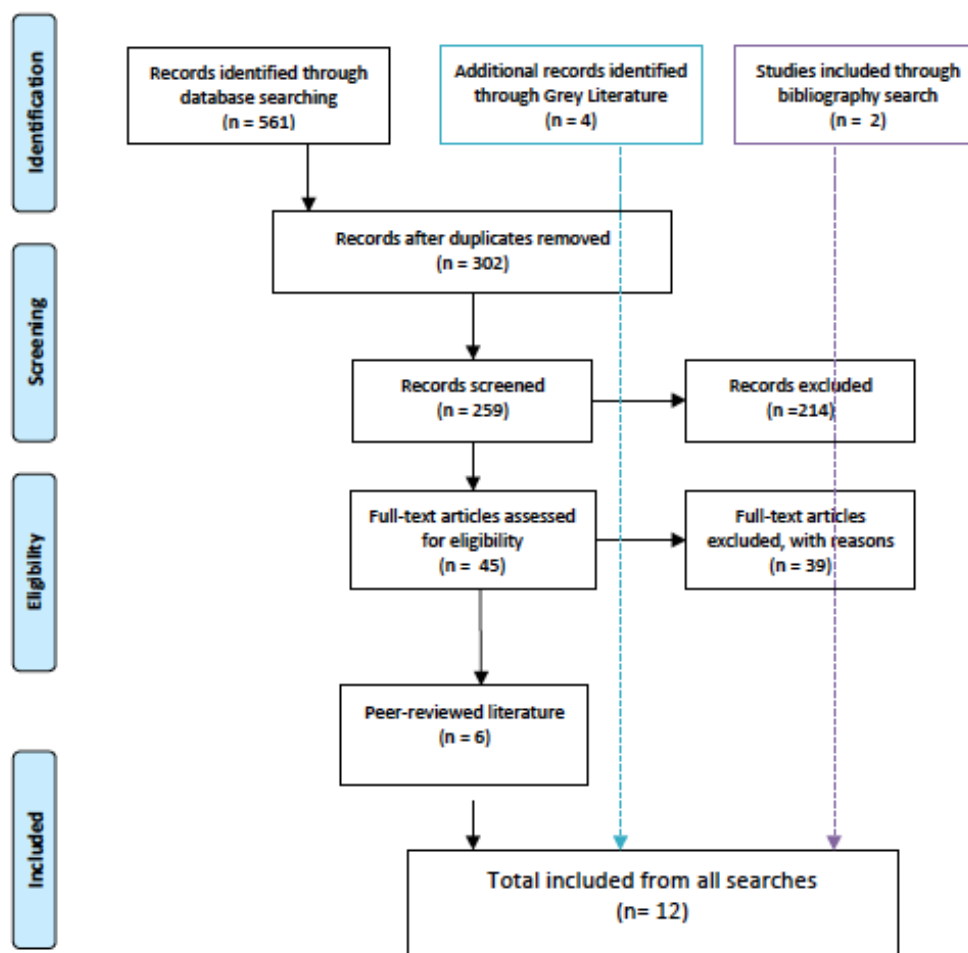 Identification
Records identified through
database searching
(n = 561)
Additional records identified
through Grey Literature
(n = 4)
Studies included through
bibliography search
(n = 2)
Records after duplicates removed
(n = 302)
Screening
Records screened
(n = 259)
Records excluded
(n =214)
Eligibility
Full-text articles assessed
for eligibility
(n = 45)
Full-text articles
excluded, with reasons
(n = 39)
Peer-reviewed literature
(n = 6)
Included
Total included from all searches
(n= 12)